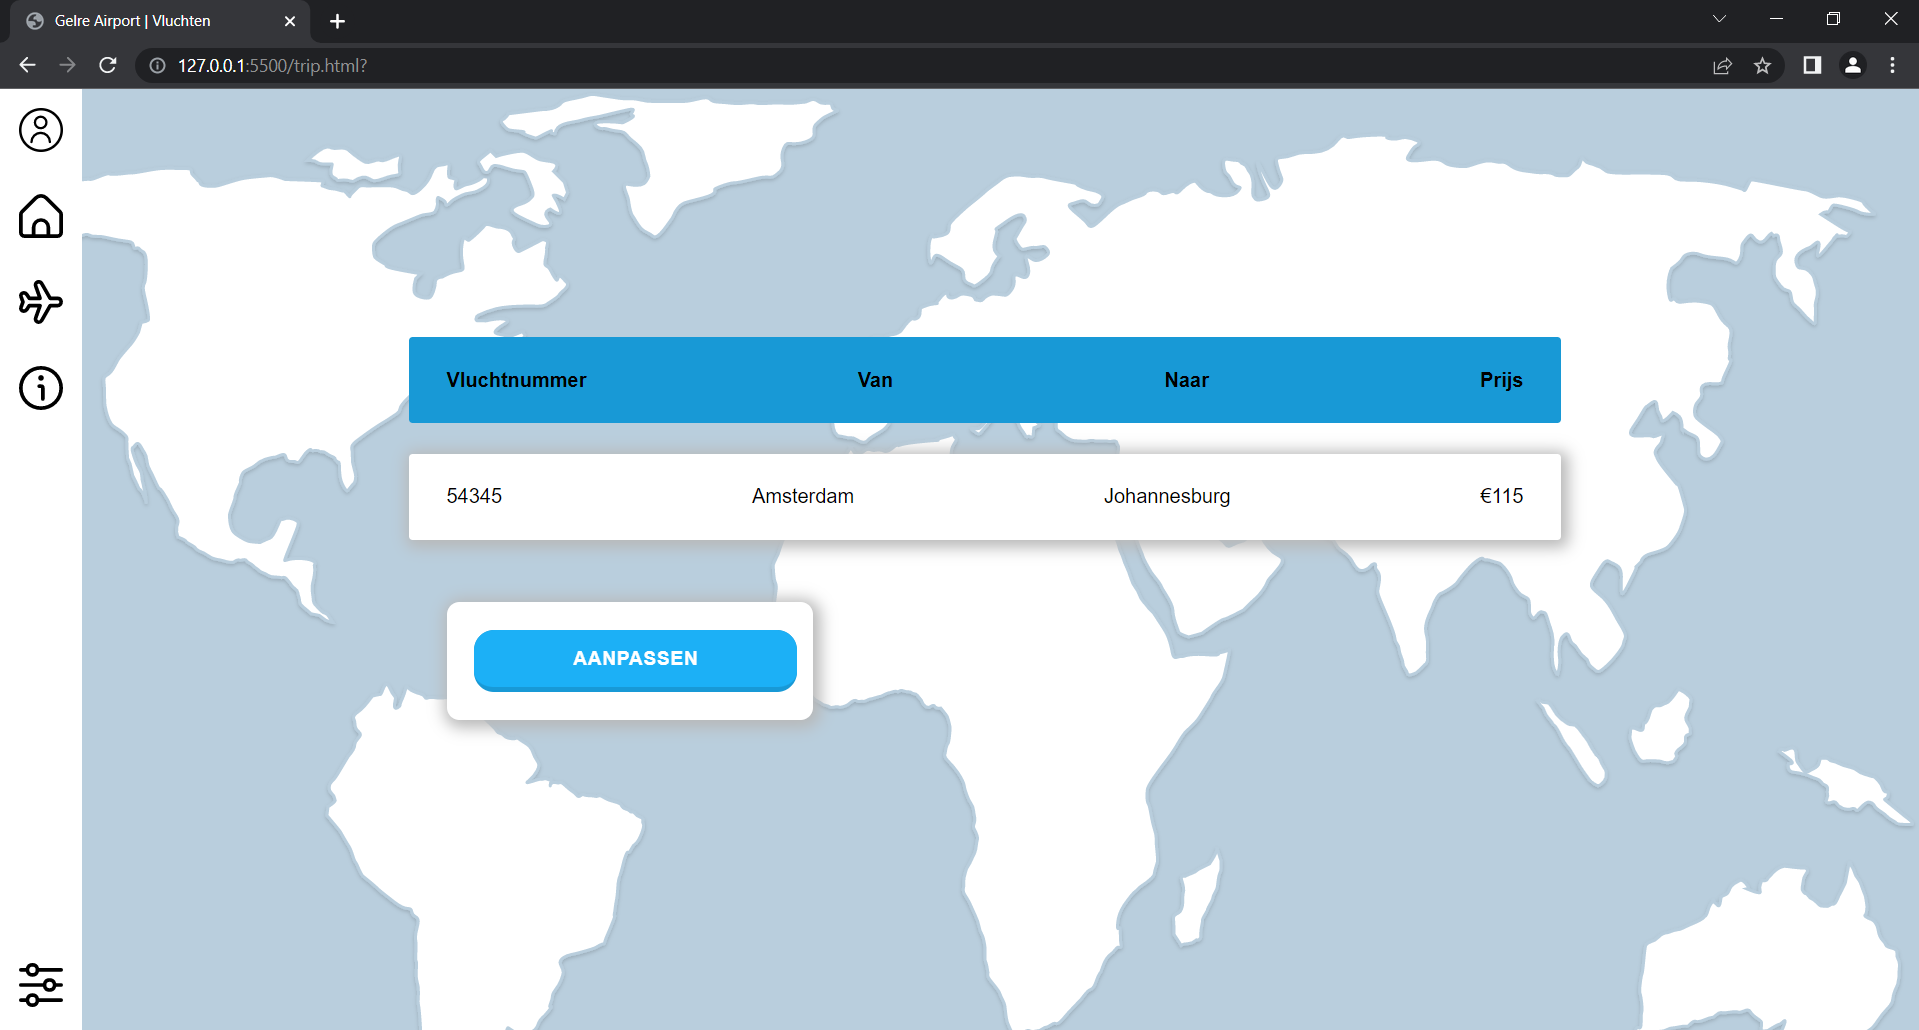 Gelre Airport | Vluchten
127.0.0.1:5500/trip.html?
Vluchtnummer Van Naar Prijs
54345 Amsterdam Johannesburg €115
AANPASSEN